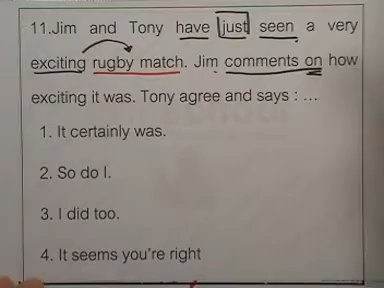 11.Jim and Tony have just seen a very
exciting rugby match. Jim comments on how
exciting it was. Tony agree and says : ...
1. It certainly was.
2. So do I.
3. I did too.
4. It seems you're right